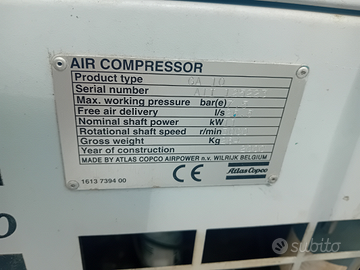 AIR COMPRESSOR
Product type GA 10
Serial number
Max. working pressure bar(e)
Free air delivery l/s
Nominal shaft power kW
Rotational shaft speed r/min
Gross weight Kg
Year of construction
MADE BY ATLAS COPCO AIRPOWER n.v. WILRIJK BELGIUM
1613 7394 00
CE
Atlas Copco
subito